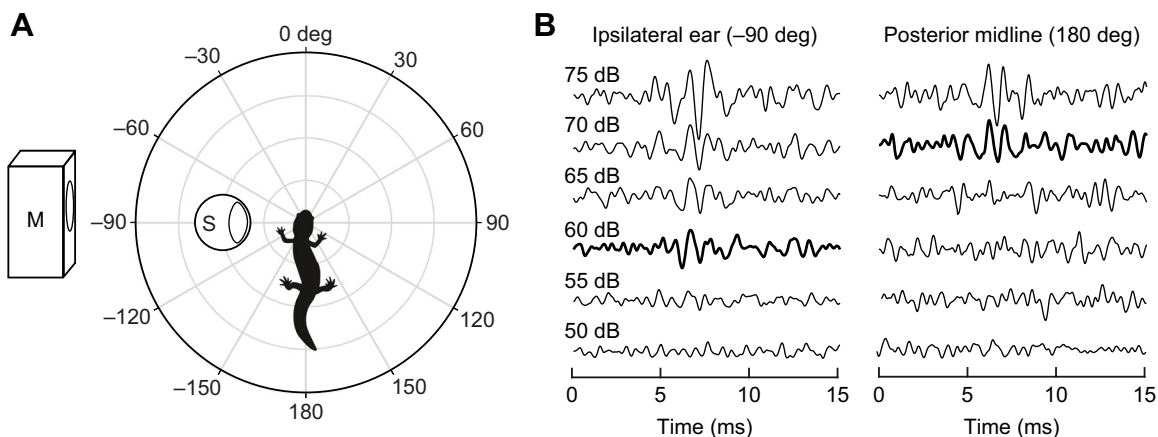 A
0 deg
–30
30
–60
60
M
S
–90
90
–120
120
–150
150
180
B
Ipsilateral ear (–90 deg)
Posterior midline (180 deg)
75 dB
70 dB
65 dB
60 dB
55 dB
50 dB
0 5 10 15
0 5 10 15
Time (ms)
Time (ms)